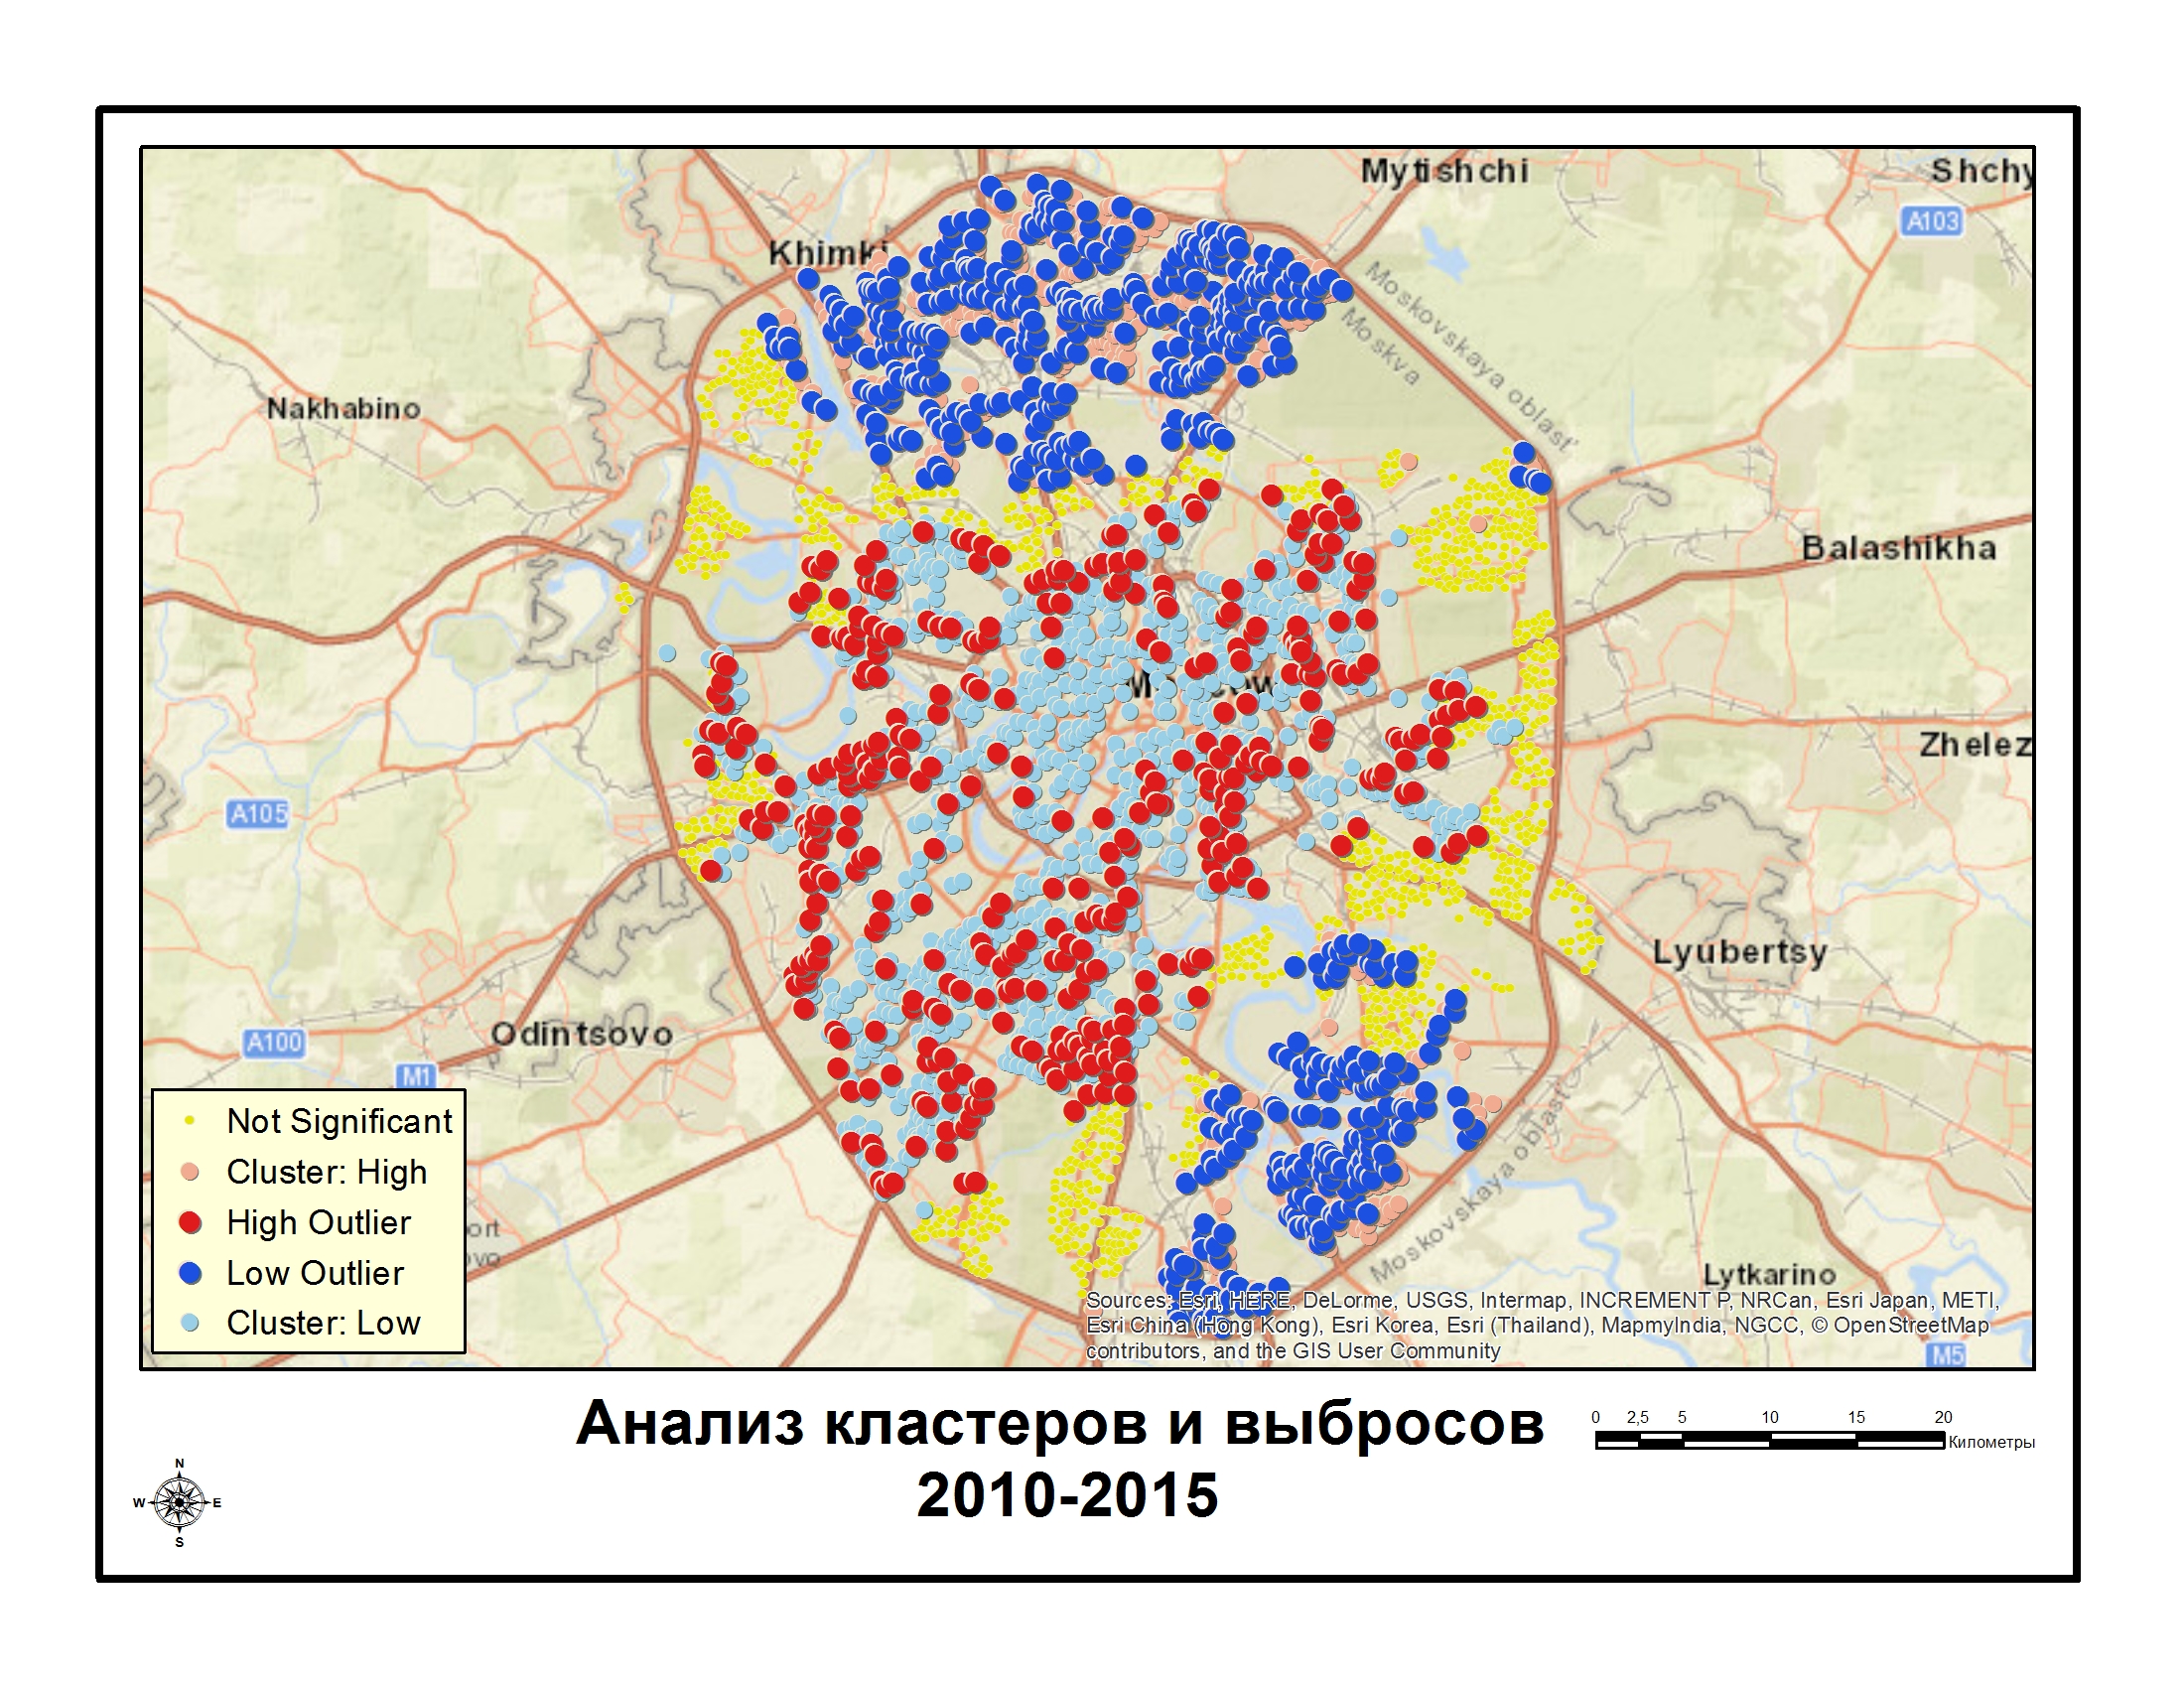 Mytishchi
Shchy
A103
Khimki
Moskovskaya oblast'
Moskva
Nakhabino
Balashikha
Moscow
Zhelez
A105
Lyubertsy
Odintsovo
A100
M1
Moskovskaya oblast'
Not Significant
Cluster: High
High Outlier
ort
ovo
Low Outlier
Cluster: Low
Lytkarino
Sources: Esri, HERE, DeLorme, USGS, Intermap, INCREMENT P, NRCan, Esri Japan, METI,
Esri China (Hong Kong), Esri Korea, Esri (Thailand), MapmyIndia, NGCC, © OpenStreetMap
contributors, and the GIS User Community
M5
Анализ кластеров и выбросов
2010-2015
0 2,5 5 10 15 20
Километры
N
W E
S